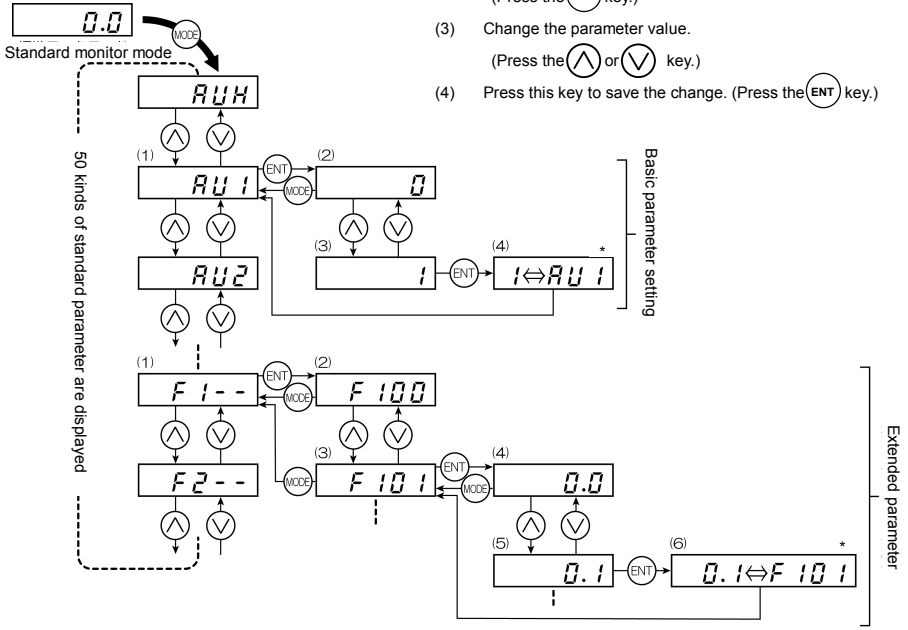 (Press the key.)
0.0
MODE
Standard monitor mode
(3) Change the parameter value.
(Press the or key.)
(4) Press this key to save the change. (Press the ENT key.)
AUH
(1) ENT (2)
AU1 MODE 0
(3) (4) *
AU2 1 ENT 1⇔AU1
Basic parameter setting
50 kinds of standard parameter are displayed
(1) ENT (2)
F1-- MODE F100
(3) ENT (4)
F2-- MODE F101 MODE 0.0
(5) (6) *
0.1 ENT 0.1⇔F101
Extended parameter